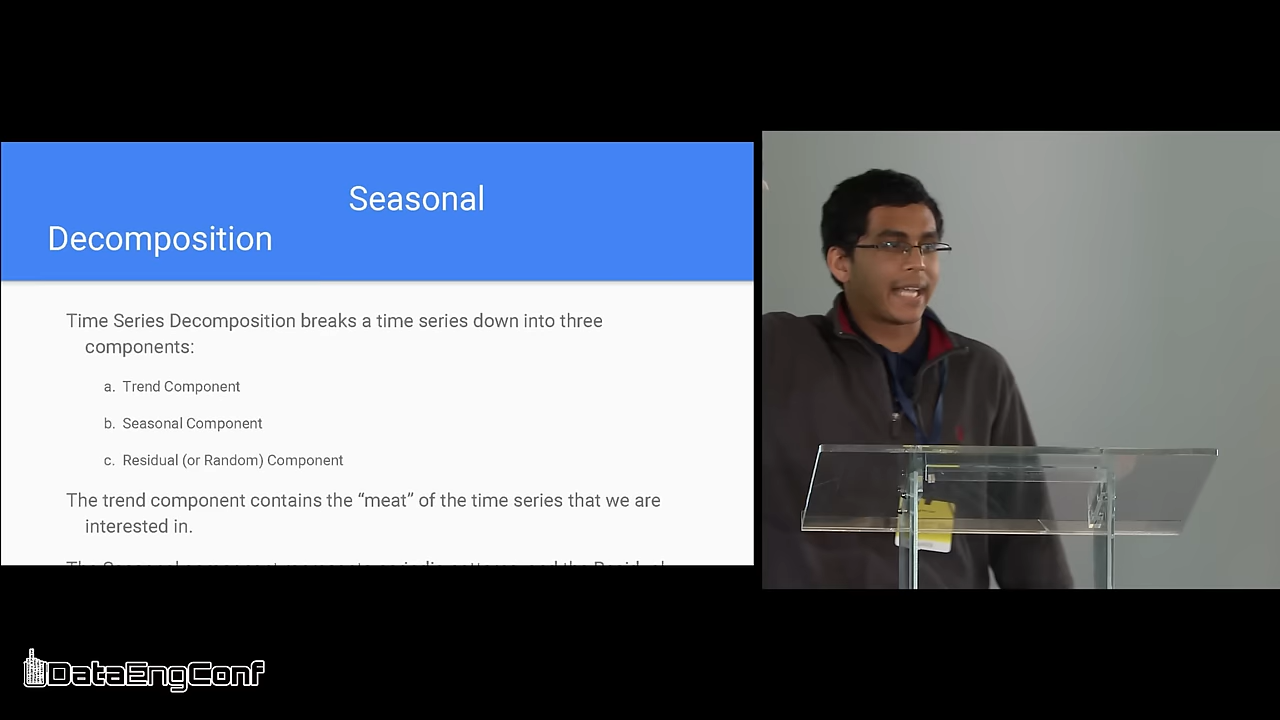 Seasonal
Decomposition
Time Series Decomposition breaks a time series down into three
components:
a. Trend Component
b. Seasonal Component
c. Residual (or Random) Component
The trend component contains the “meat” of the time series that we are
interested in.
DataEngConf